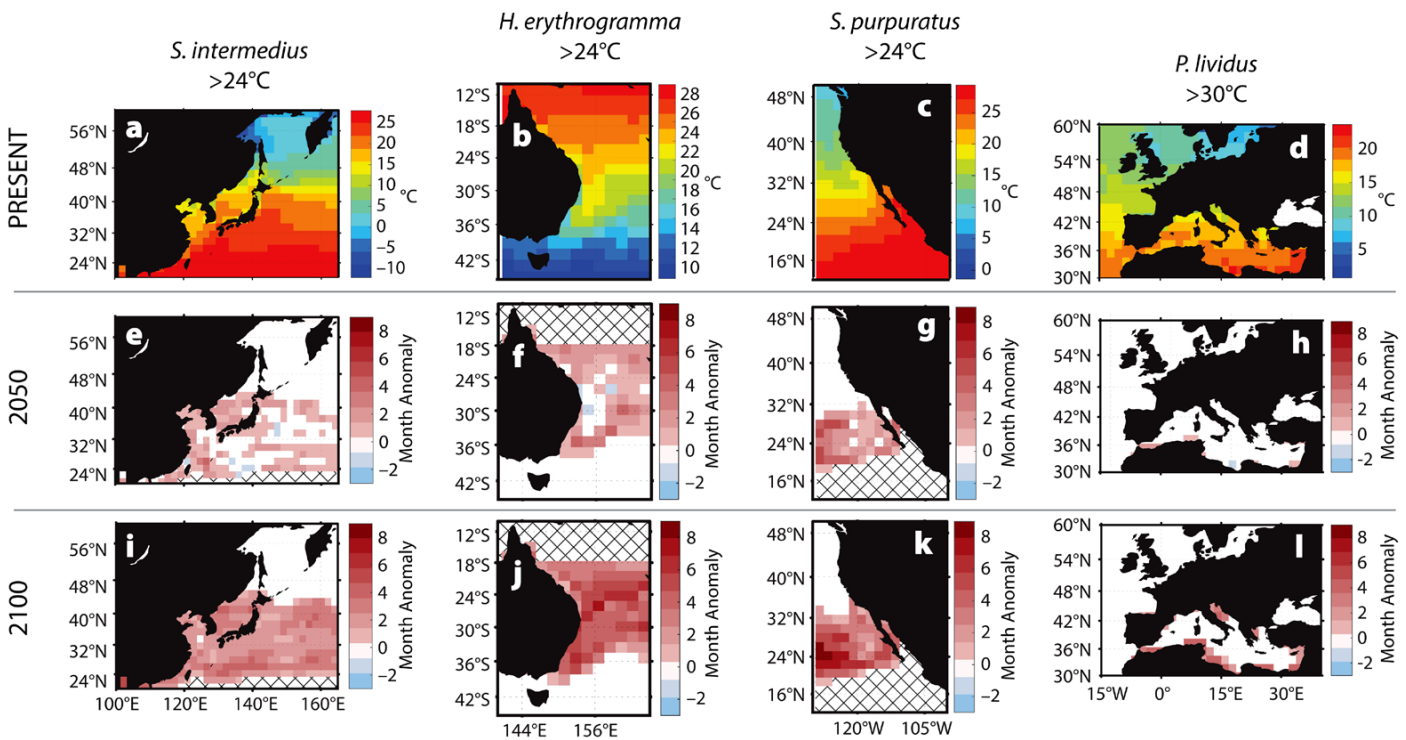 S. intermedius
>24°C
H. erythrogramma
>24°C
S. purpuratus
>24°C
P. lividus
>30°C
PRESENT
a
56°N
48°N
40°N
32°N
24°N
25
20
15
10
5
0
−5
−10
°C
b
12°S
18°S
24°S
30°S
36°S
42°S
28
26
24
22
20
18
16
14
12
10
°C
c
48°N
40°N
32°N
24°N
16°N
25
20
15
10
5
0
°C
d
60°N
54°N
48°N
42°N
36°N
30°N
20
15
10
5
°C
2050
e
56°N
48°N
40°N
32°N
24°N
8
6
4
2
0
−2
Month Anomaly
f
12°S
18°S
24°S
30°S
36°S
42°S
8
6
4
2
0
−2
Month Anomaly
g
48°N
40°N
32°N
24°N
16°N
8
6
4
2
0
−2
Month Anomaly
h
60°N
54°N
48°N
42°N
36°N
30°N
8
6
4
2
0
−2
Month Anomaly
2100
i
56°N
48°N
40°N
32°N
24°N
100°E 120°E 140°E 160°E
8
6
4
2
0
−2
Month Anomaly
j
12°S
18°S
24°S
30°S
36°S
42°S
144°E 156°E
8
6
4
2
0
−2
Month Anomaly
k
48°N
40°N
32°N
24°N
16°N
120°W 105°W
8
6
4
2
0
−2
Month Anomaly
l
60°N
54°N
48°N
42°N
36°N
30°N
15°W 0° 15°E 30°E
8
6
4
2
0
−2
Month Anomaly